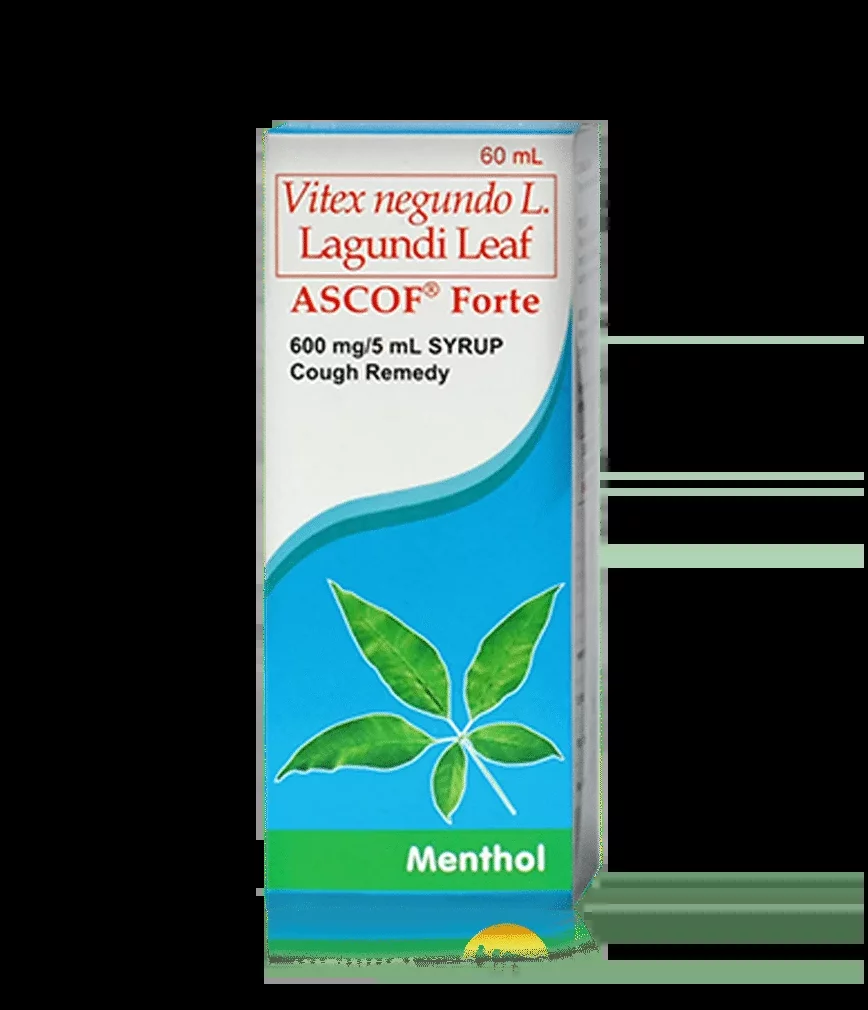 60 mL
Vitex negundo L.
Lagundi Leaf
ASCOF® Forte
600 mg/5 mL SYRUP
Cough Remedy
Menthol